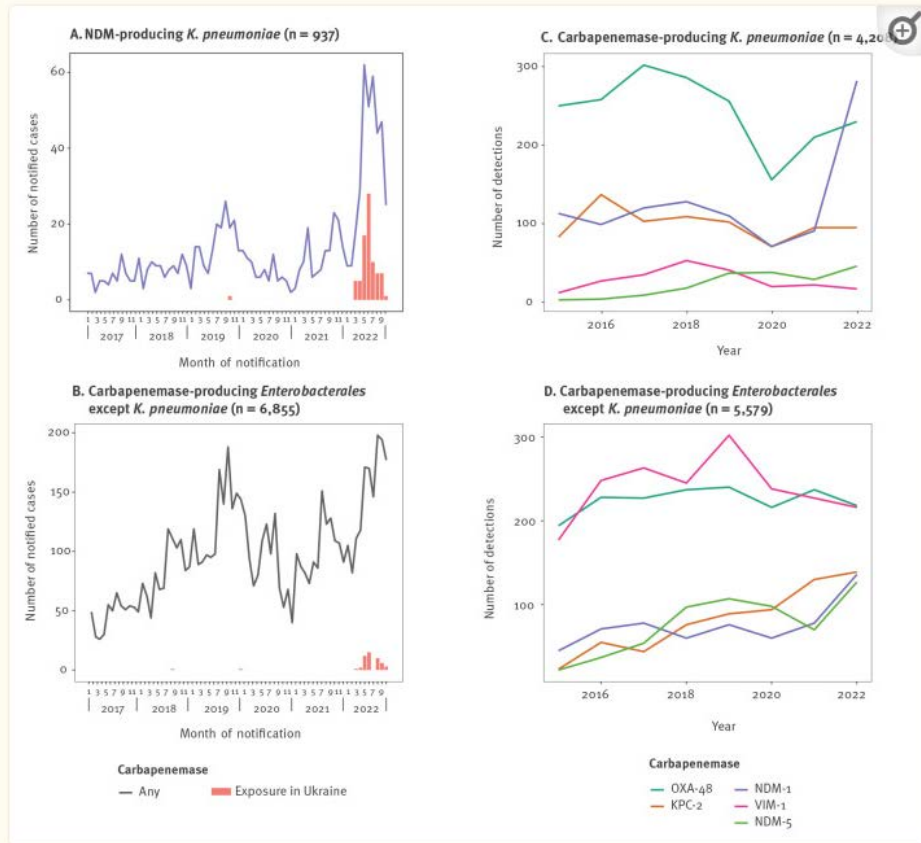 A. NDM-producing K. pneumoniae (n = 937)
Number of notified cases
60
40
20
0
1 3 5 7 9 11 1 3 5 7 9 11 1 3 5 7 9 11 1 3 5 7 9 11 1 3 5 7 9 11 1 3 5 7 9
2017 2018 2019 2020 2021 2022
Month of notification
B. Carbapenemase-producing Enterobacterales
except K. pneumoniae (n = 6,855)
Number of notified cases
200
150
100
50
0
1 3 5 7 9 11 1 3 5 7 9 11 1 3 5 7 9 11 1 3 5 7 9 11 1 3 5 7 9 11 1 3 5 7 9
2017 2018 2019 2020 2021 2022
Month of notification
Carbapenemase
Any
Exposure in Ukraine
C. Carbapenemase-producing K. pneumoniae (n =
Number of detections
300
200
100
0
2016 2018 2020 2022
Year
D. Carbapenemase-producing Enterobacterales
except K. pneumoniae (n = 5,579)
Number of detections
300
200
100
2016 2018 2020 2022
Year
Carbapenemase
OXA-48 NDM-1
KPC-2 VIM-1
NDM-5